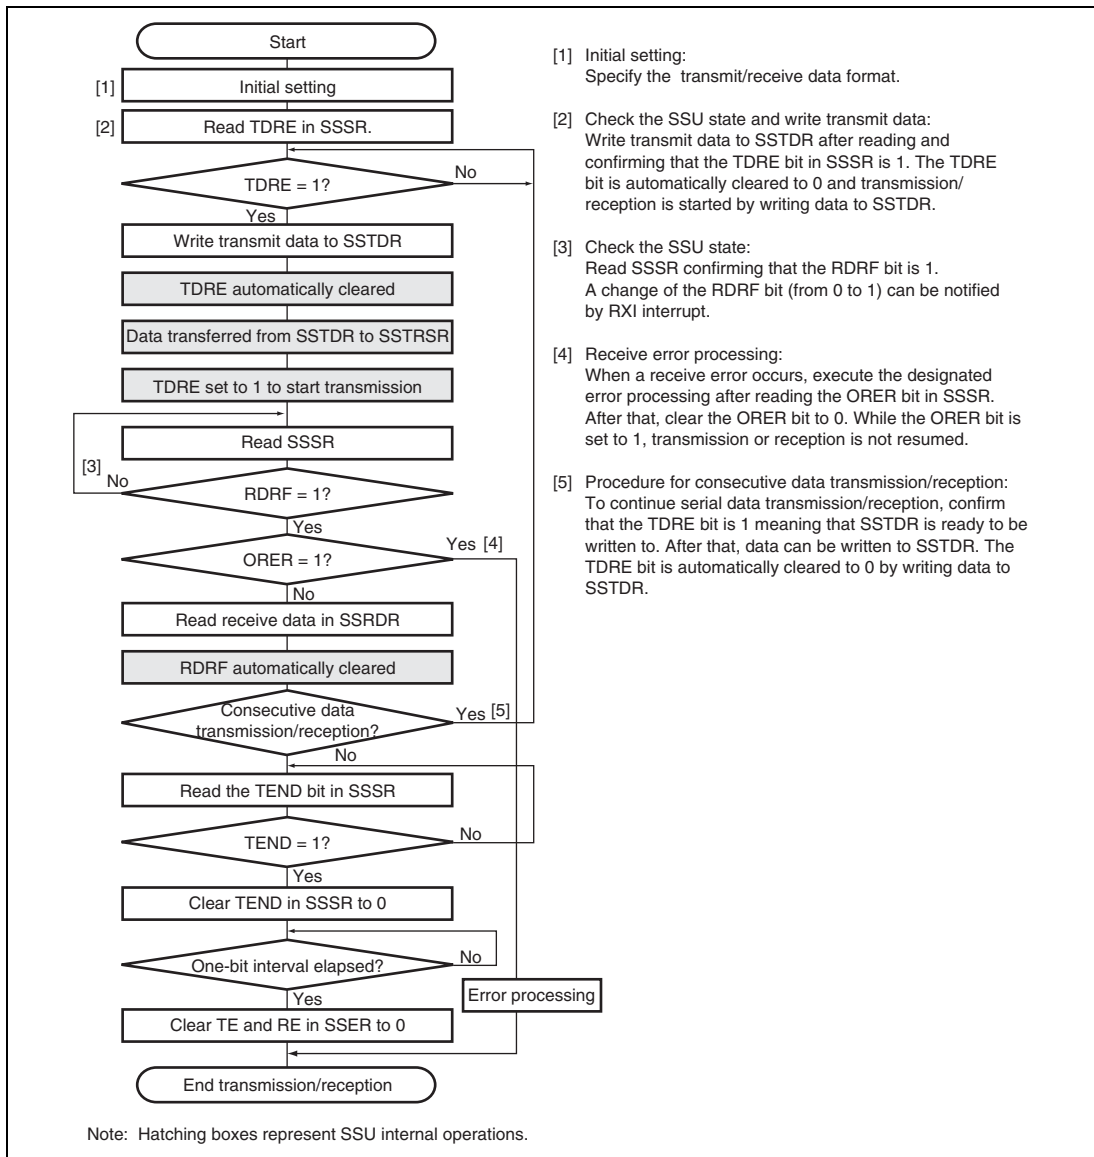 Start
[1] Initial setting
[2] Read TDRE in SSSR.
TDRE = 1?
No
Yes
Write transmit data to SSTDR
TDRE automatically cleared
Data transferred from SSTDR to SSTRSR
TDRE set to 1 to start transmission
Read SSSR
[3]
No
RDRF = 1?
Yes
ORER = 1?
Yes [4]
No
Read receive data in SSRDR
RDRF automatically cleared
Consecutive data
transmission/reception?
Yes [5]
No
Read the TEND bit in SSSR
TEND = 1?
No
Yes
Clear TEND in SSSR to 0
One-bit interval elapsed?
No
Yes
Error processing
Clear TE and RE in SSER to 0
End transmission/reception
[1] Initial setting:
Specify the transmit/receive data format.
[2] Check the SSU state and write transmit data:
Write transmit data to SSTDR after reading and
confirming that the TDRE bit in SSSR is 1. The TDRE
bit is automatically cleared to 0 and transmission/
reception is started by writing data to SSTDR.
[3] Check the SSU state:
Read SSSR confirming that the RDRF bit is 1.
A change of the RDRF bit (from 0 to 1) can be notified
by RXI interrupt.
[4] Receive error processing:
When a receive error occurs, execute the designated
error processing after reading the ORER bit in SSSR.
After that, clear the ORER bit to 0. While the ORER bit is
set to 1, transmission or reception is not resumed.
[5] Procedure for consecutive data transmission/reception:
To continue serial data transmission/reception, confirm
that the TDRE bit is 1 meaning that SSTDR is ready to be
written to. After that, data can be written to SSTDR. The
TDRE bit is automatically cleared to 0 by writing data to
SSTDR.
Note: Hatching boxes represent SSU internal operations.